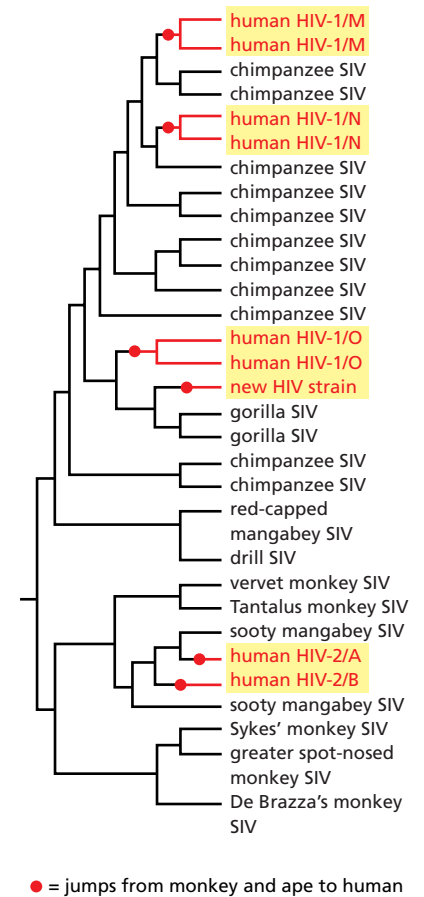 human HIV-1/M
human HIV-1/M
chimpanzee SIV
chimpanzee SIV
human HIV-1/N
human HIV-1/N
chimpanzee SIV
chimpanzee SIV
chimpanzee SIV
chimpanzee SIV
chimpanzee SIV
chimpanzee SIV
chimpanzee SIV
human HIV-1/O
human HIV-1/O
new HIV strain
gorilla SIV
gorilla SIV
chimpanzee SIV
chimpanzee SIV
red-capped
mangabey SIV
drill SIV
vervet monkey SIV
Tantalus monkey SIV
sooty mangabey SIV
human HIV-2/A
human HIV-2/B
sooty mangabey SIV
Sykes’ monkey SIV
greater spot-nosed
monkey SIV
De Brazza’s monkey
SIV
= jumps from monkey and ape to human